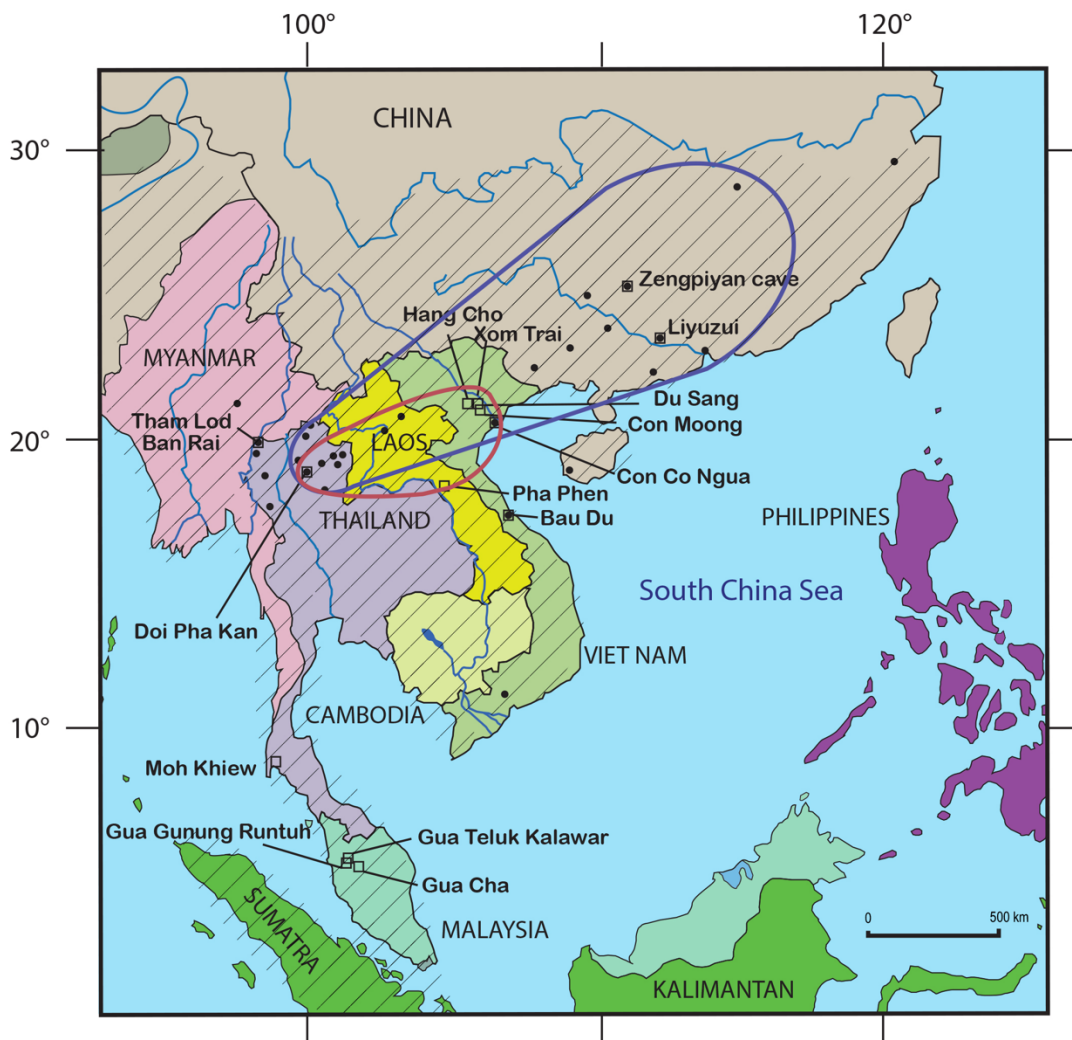 100°
120°
30°
CHINA
Zengpiyan cave
Hang Cho
Xom Trai
Liyuzui
MYANMAR
Du Sang
Tham Lod
Ban Rai
20°
LAOS
Con Moong
Con Co Ngua
Pha Phen
THAILAND
Bau Du
PHILIPPINES
South China Sea
Doi Pha Kan
VIET NAM
CAMBODIA
10°
Moh Khiew
Gua Gunung Runtuh
Gua Teluk Kalawar
Gua Cha
SUMATRA
MALAYSIA
0
500 km
KALIMANTAN